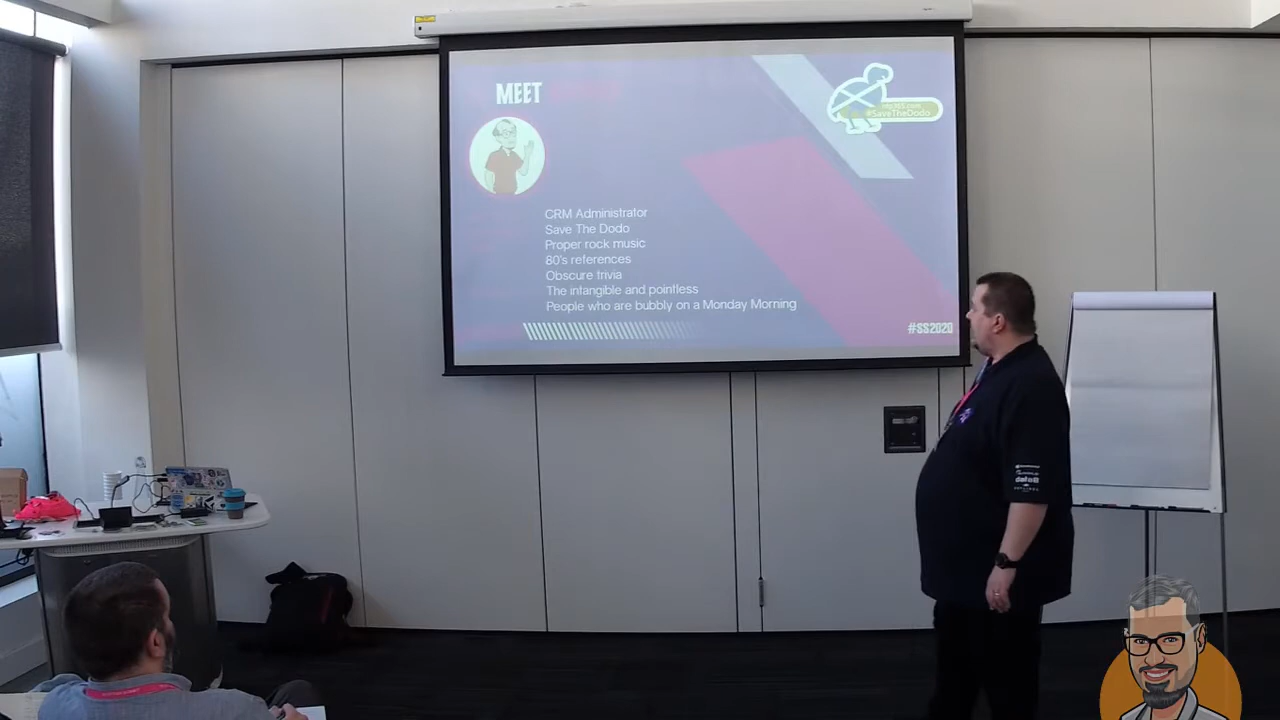 MEET
#SaveTheDodo
CRM Administrator
Save The Dodo
Proper rock music
80's references
Obscure trivia
The intangible and pointless
People who are bubbly on a Monday Morning
#SS2020